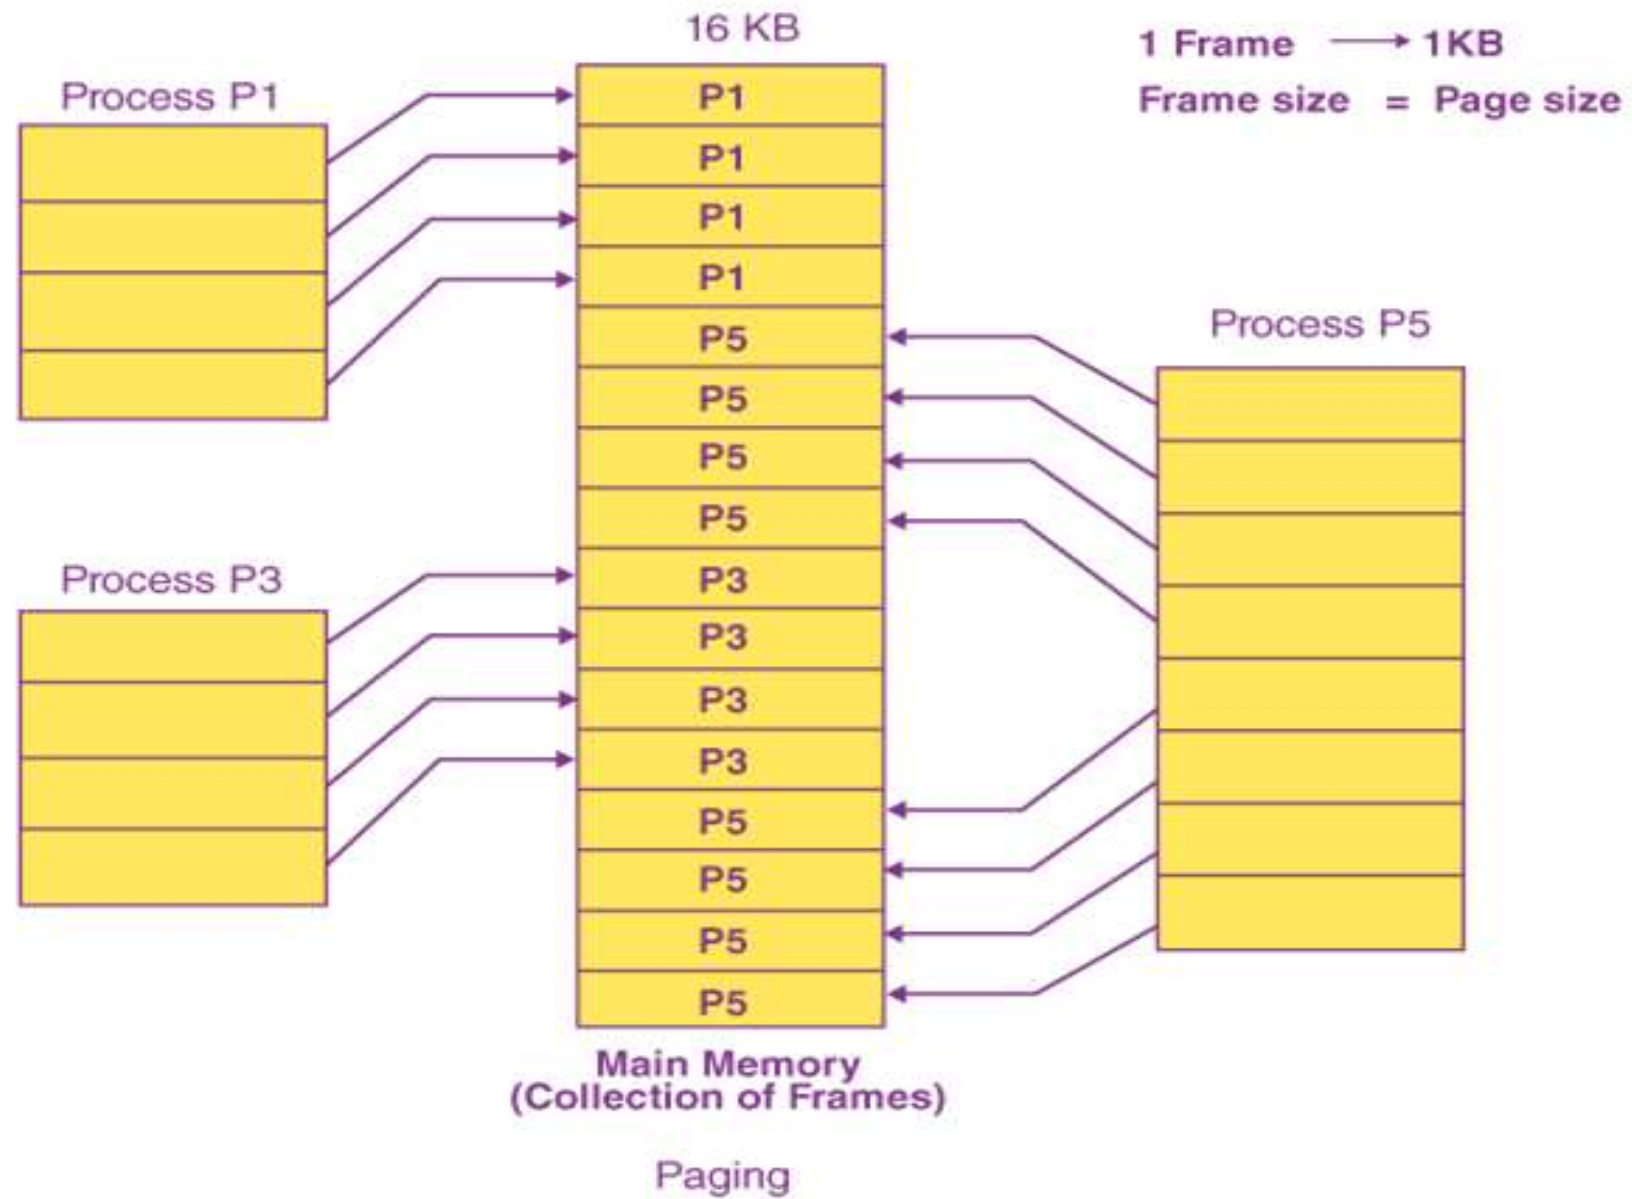 16 KB
1 Frame → 1KB
Frame size = Page size
Process P1
P1
P1
P1
P1
P5
P5
P5
P5
P3
P3
P3
P3
P5
P5
P5
P5
Process P5
Process P3
Main Memory
(Collection of Frames)
Paging